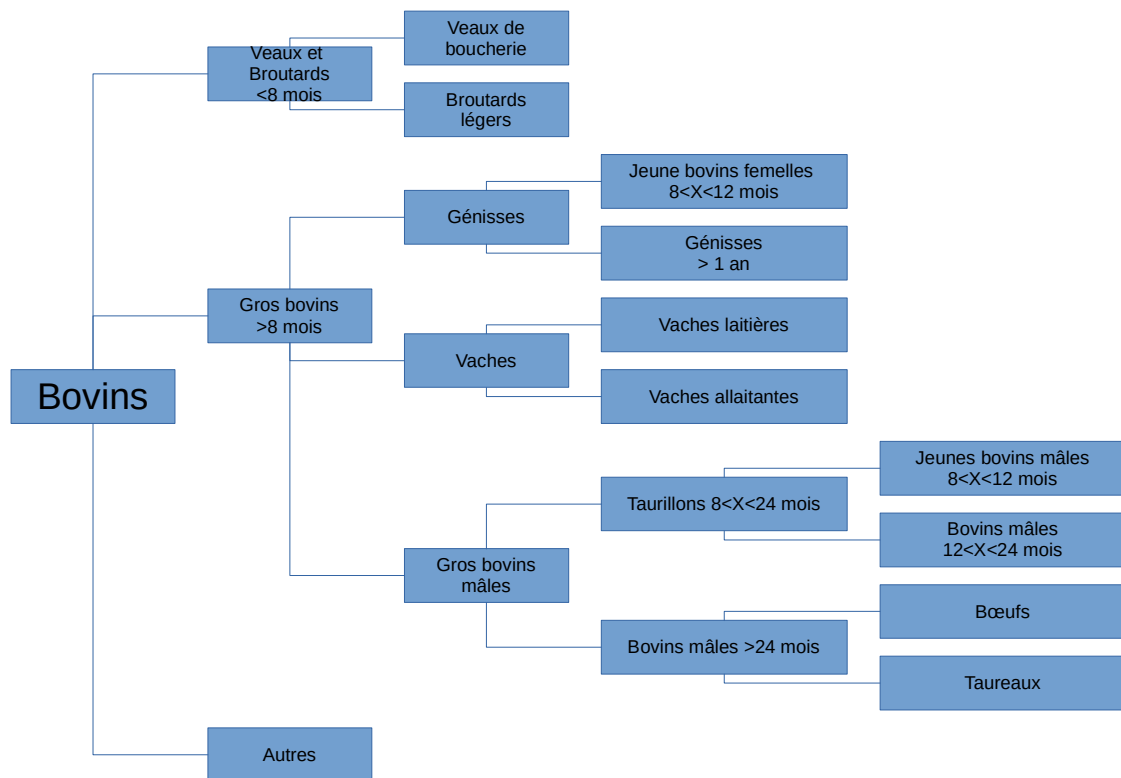 Veaux de
boucherie
Veaux et
Broutards
<8 mois
Broutards
légers
Jeune bovins femelles
8<X<12 mois
Génisses
Génisses
> 1 an
Gros bovins
>8 mois
Vaches laitières
Vaches
Vaches allaitantes
Bovins
Jeunes bovins mâles
8<X<12 mois
Taurillons 8<X<24 mois
Bovins mâles
12<X<24 mois
Gros bovins
mâles
Bœufs
Bovins mâles >24 mois
Taureaux
Autres